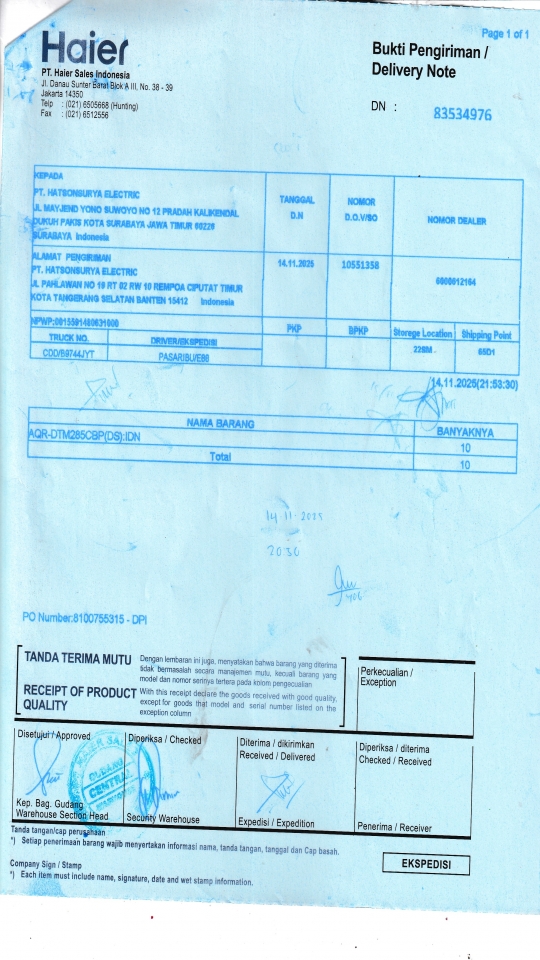 Page 1 of 1
Haier
Bukti Pengiriman /
Delivery Note
PT. Haier Sales Indonesia
Jl. Danau Sunter Barat Blok A III, No. 38 - 39
Jakarta 14350
Telp : (021) 6505668 (Hunting)
Fax : (021) 6512556
DN : 83534976
KEPADA
PT. HATSONSURYA ELECTRIC
JL MAYJEND YONO SUWOYO NO 12 PRADAH KALIKENDAL
DUKUH PAKIS KOTA SURABAYA JAWA TIMUR 60226
SURABAYA Indonesia
TANGGAL
D.N
NOMOR
D.O.V/SO
NOMOR DEALER
ALAMAT PENGIRIMAN
PT. HATSONSURYA ELECTRIC
JL PAHLAWAN NO 19 RT 02 RW 10 REMPOA CIPUTAT TIMUR
KOTA TANGERANG SELATAN BANTEN 15412 Indonesia
14.11.2025
10551358
6000012164
PKP
BPKP
Storege Location
Shipping Point
TRUCK NO.
DRIVER/EKSPEDISI
CDD/B9744JYT
PASARIBU/EBB
22SM
65D1
14.11.2025(21:53:30)
NAMA BARANG
BANYAKNYA
AQR-DTM285CBP(DS):IDN
10
Total
10
14 11 2025
2030
PO Number:8100755315 - DPI
TANDA TERIMA MUTU
Dengan lembaran ini juga, menyatakan bahwa barang yang diterima
tidak bermasalah secara manajemen mutu, kecuali barang yang
model dan nomor serinya tertera pada kolom pengecualian
RECEIPT OF PRODUCT
QUALITY
With this receipt declare the goods received with good quality,
except for goods that model and serial number listed on the
exception column
Perkecualian /
Exception
Disetujui / Approved
Diperiksa / Checked
Diterima / dikirimkan
Received / Delivered
Diperiksa / diterima
Checked / Received
GUDANG
CENTRAL
Kep. Bag. Gudang
Warehouse Section Head
Security Warehouse
Expedisi / Expedition
Penerima / Receiver
Tanda tangan/cap perusahaan
*) Setiap penerimaan barang wajib menyertakan informasi nama, tanda tangan, tanggal dan Cap basah.
EKSPEDISI
Company Sign / Stamp
*) Each item must include name, signature, date and wet stamp information.